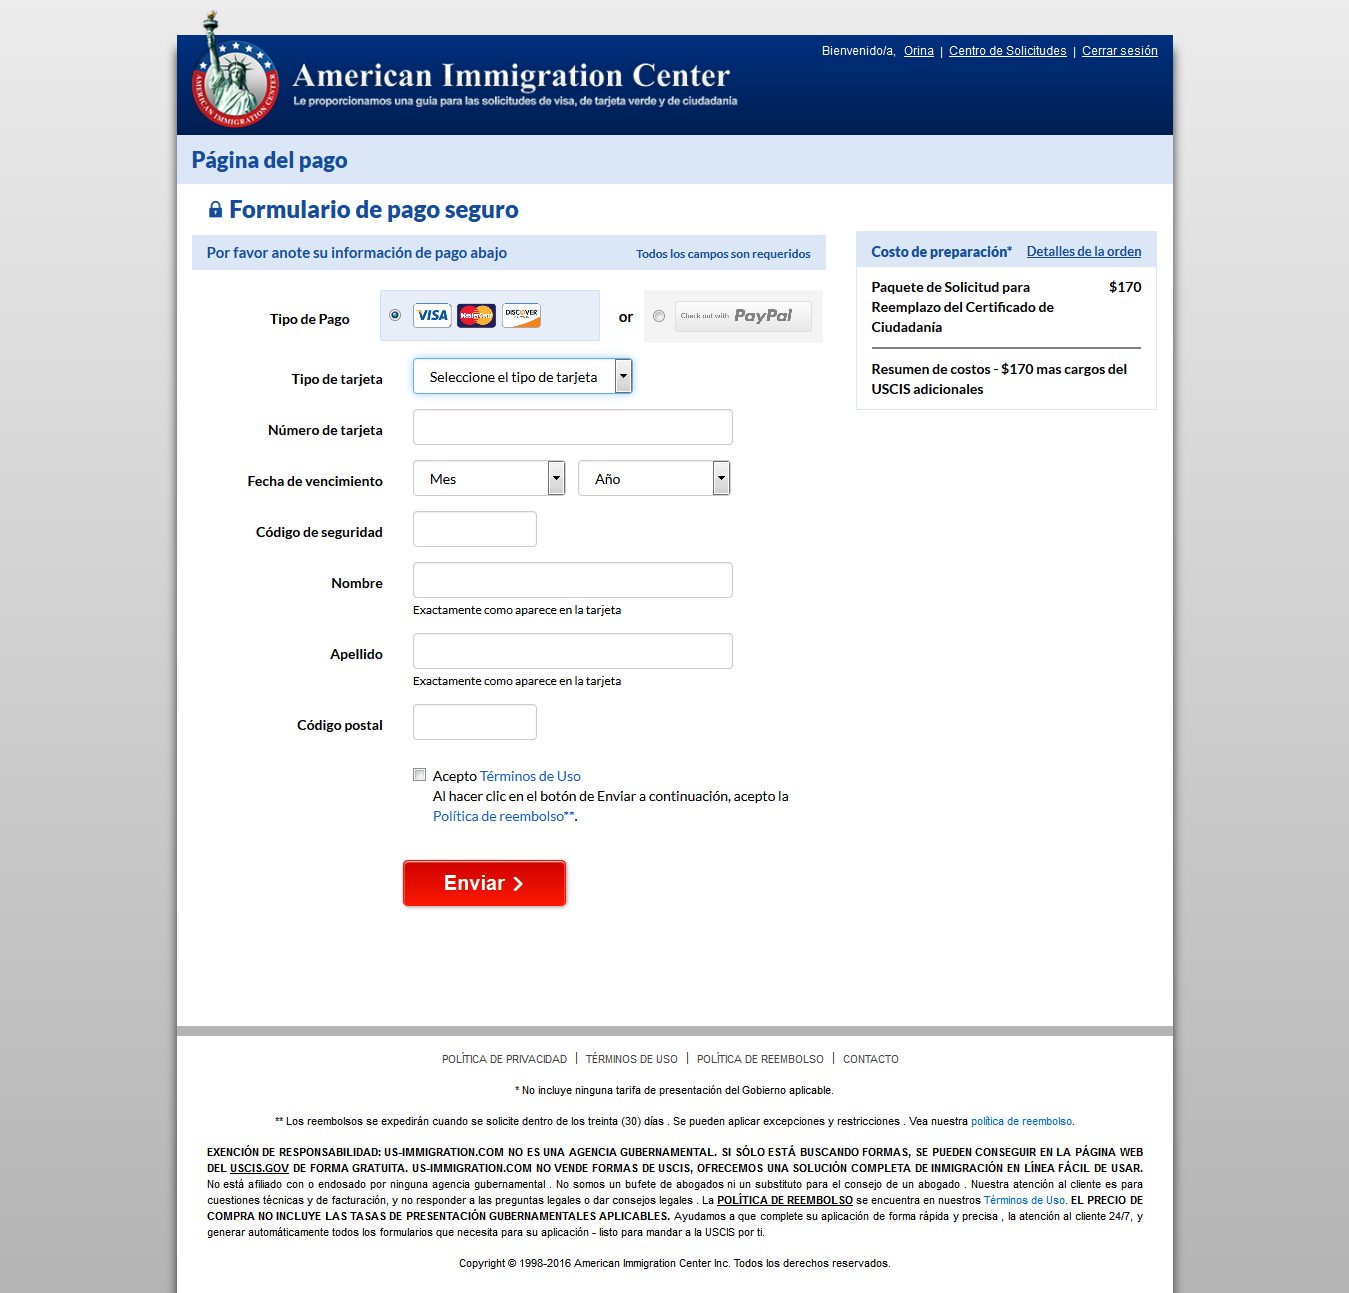 Bienvenido/a, Orina | Centro de Solicitudes | Cerrar sesión
AMERICAN IMMIGRATION CENTER
American Immigration Center
Le proporcionamos una guía para las solicitudes de visa, de tarjeta verde y de ciudadanía
Página del pago
Formulario de pago seguro
Por favor anote su información de pago abajo
Todos los campos son requeridos
Tipo de Pago
VISA MasterCard DISCOVER
or
Check out with PayPal
Tipo de tarjeta
Seleccione el tipo de tarjeta
Número de tarjeta
Fecha de vencimiento
Mes
Año
Código de seguridad
Nombre
Exactamente como aparece en la tarjeta
Apellido
Exactamente como aparece en la tarjeta
Código postal
Acepto Términos de Uso
Al hacer clic en el botón de Enviar a continuación, acepto la
Política de reembolso**.
Enviar
Costo de preparación* Detalles de la orden
Paquete de Solicitud para $170
Reemplazo del Certificado de
Ciudadanía
Resumen de costos - $170 mas cargos del
USCIS adicionales
POLÍTICA DE PRIVACIDAD | TÉRMINOS DE USO | POLÍTICA DE REEMBOLSO | CONTACTO
* No incluye ninguna tarifa de presentación del Gobierno aplicable.
** Los reembolsos se expedirán cuando se solicite dentro de los treinta (30) días . Se pueden aplicar excepciones y restricciones . Vea nuestra política de reembolso.
EXENCIÓN DE RESPONSABILIDAD: US-IMMIGRATION.COM NO ES UNA AGENCIA GUBERNAMENTAL. SI SÓLO ESTÁ BUSCANDO FORMAS, SE PUEDEN CONSEGUIR EN LA PÁGINA WEB
DEL USCIS.GOV DE FORMA GRATUITA. US-IMMIGRATION.COM NO VENDE FORMAS DE USCIS, OFRECEMOS UNA SOLUCIÓN COMPLETA DE INMIGRACIÓN EN LÍNEA FÁCIL DE USAR.
No está afiliado con o endosado por ninguna agencia gubernamental . No somos un bufete de abogados ni un substituto para el consejo de un abogado . Nuestra atención al cliente es para
cuestiones técnicas y de facturación, y no responder a las preguntas legales o dar consejos legales . La POLÍTICA DE REEMBOLSO se encuentra en nuestros Términos de Uso. EL PRECIO DE
COMPRA NO INCLUYE LAS TASAS DE PRESENTACIÓN GUBERNAMENTALES APLICABLES. Ayudamos a que complete su aplicación de forma rápida y precisa , la atención al cliente 24/7, y
generar automáticamente todos los formularios que necesita para su aplicación - listo para mandar a la USCIS por ti.
Copyright © 1998-2016 American Immigration Center Inc. Todos los derechos reservados.